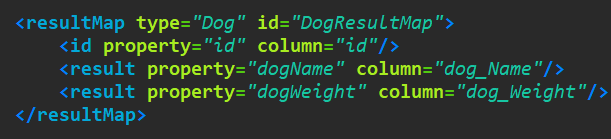 <resultMap type="Dog" id="DogResultMap">
    <id property="id" column="id"/>
    <result property="dogName" column="dog_Name"/>
    <result property="dogWeight" column="dog_Weight"/>
</resultMap>